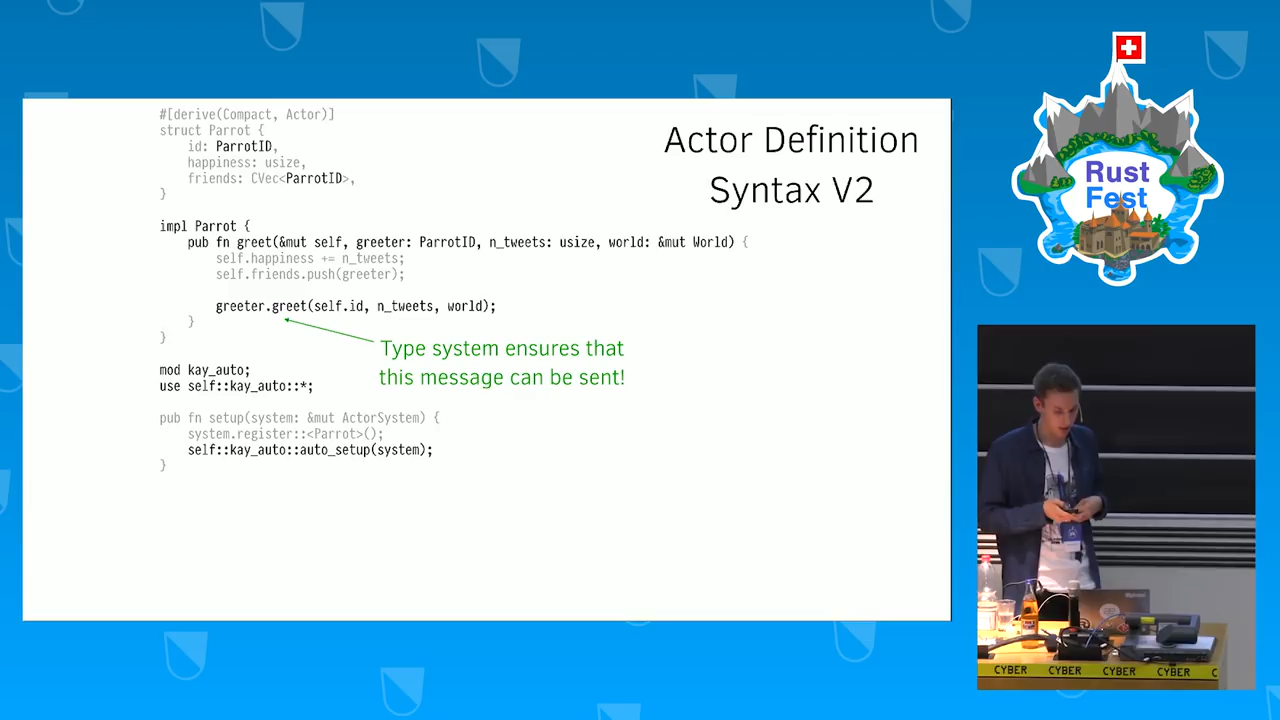 #[derive(Compact, Actor)]
struct Parrot {
    id: ParrotID,
    happiness: usize,
    friends: CVec<ParrotID>,
}
impl Parrot {
    pub fn greet(&mut self, greeter: ParrotID, n_tweets: usize, world: &mut World) {
        self.happiness += n_tweets;
        self.friends.push(greeter);
        greeter.greet(self.id, n_tweets, world);
    }
}
mod kay_auto;
use self::kay_auto::*;
pub fn setup(system: &mut ActorSystem) {
    system.register::<Parrot>();
    self::kay_auto::auto_setup(system);
}
Type system ensures that
this message can be sent!
Actor Definition
Syntax V2
Rust
Fest
CYBER CYBER CYBER CYBER C